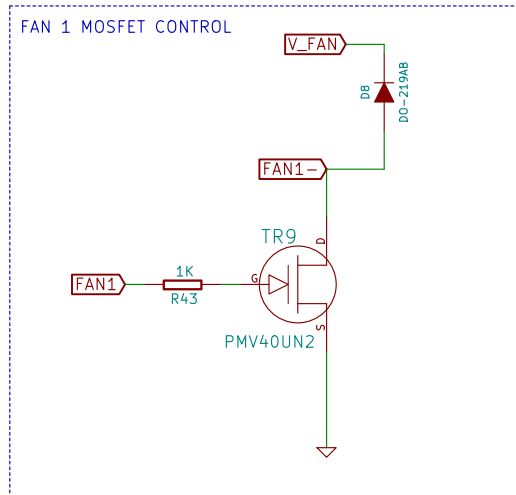 FAN 1 MOSFET CONTROL
V_FAN
D8
DO-219AB
FAN1-
TR9
D
G
FAN1
1K
R43
S
PMV40UN2